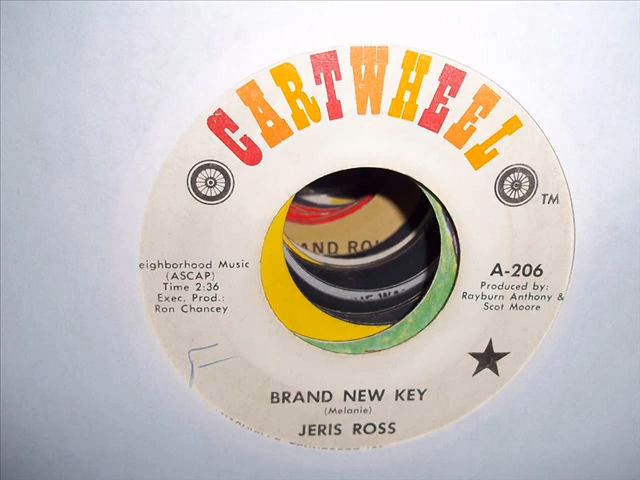 CARTWHEEL
TM
eighborhood Music
(ASCAP)
Time 2:36
Exec. Prod.:
Ron Chancey
AND RO
A-206
Produced by:
Rayburn Anthony &
Scot Moore
F
BRAND NEW KEY
(Melanie)
JERIS ROSS